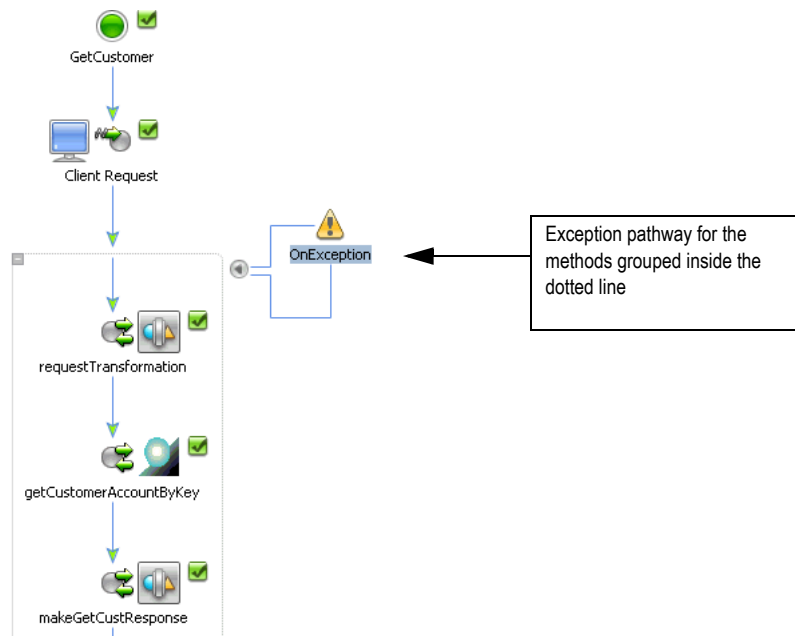 GetCustomer
Client Request
OnException
Exception pathway for the
methods grouped inside the
dotted line
requestTransformation
getCustomerAccountByKey
makeGetCustResponse